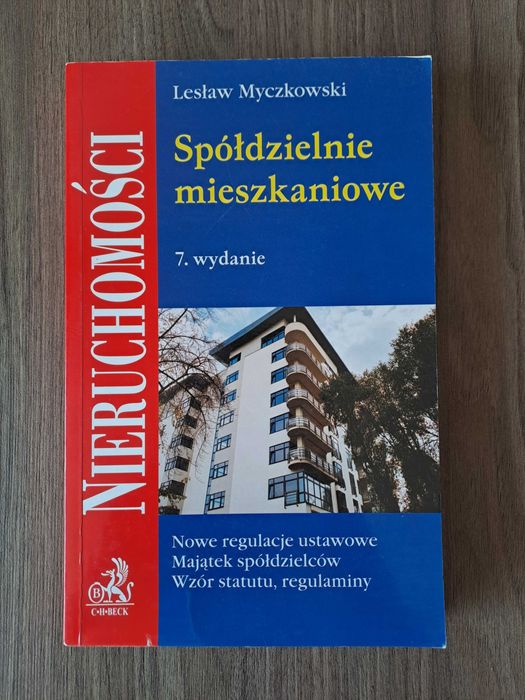 Lesław Myczkowski
Spółdzielnie
mieszkaniowe
7. wydanie
NIERUCHOMOŚCI
Nowe regulacje ustawowe
Majątek spółdzielców
Wzór statutu, regulaminy
B
C·H·BECK